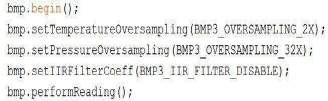 bmp.begin();
bmp.setTemperatureOversampling(BMP3_OVERSAMPLING_2X);
bmp.setPressureOversampling(BMP3_OVERSAMPLING_32X);
bmp.setIIRFilterCoeff(BMP3_IIR_FILTER_DISABLE);
bmp.performReading();